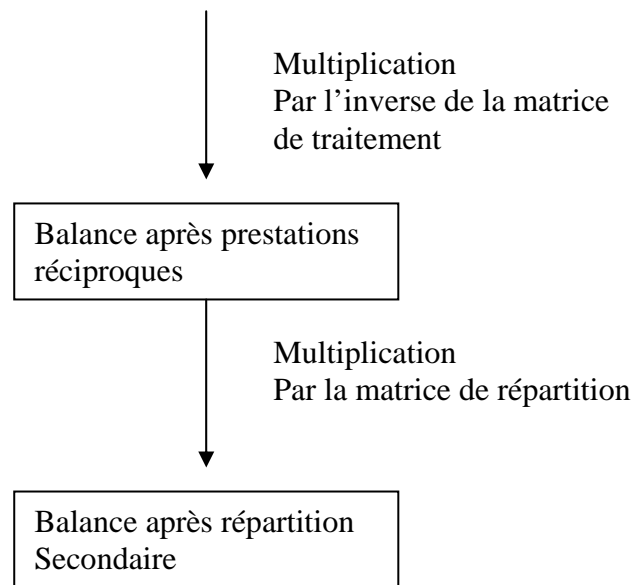 Multiplication
Par l’inverse de la matrice
de traitement
Balance après prestations
réciproques
Multiplication
Par la matrice de répartition
Balance après répartition
Secondaire